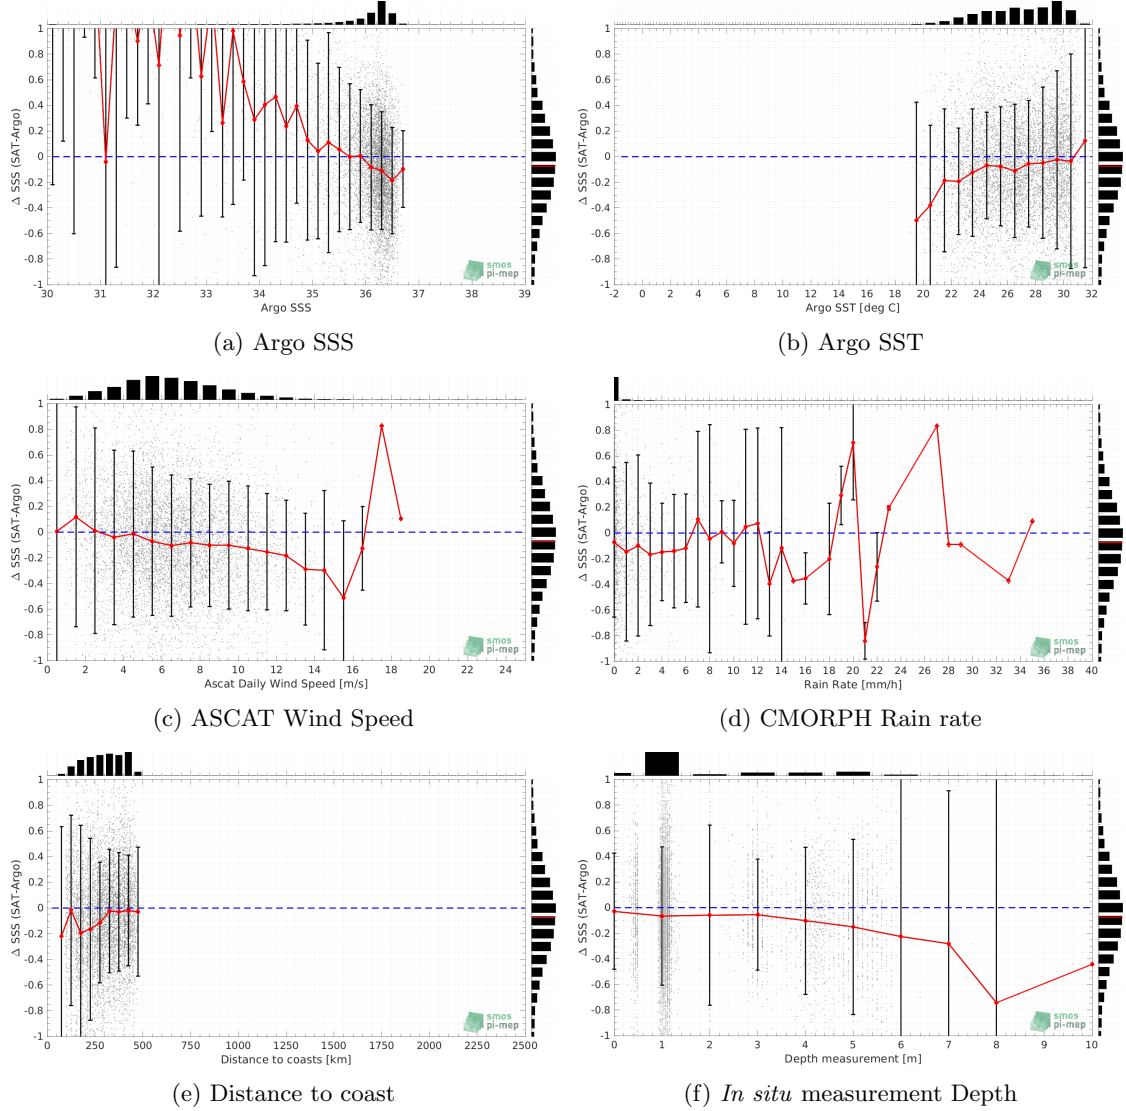 1
0.8
0.6
0.4
0.2
0
-0.2
-0.4
-0.6
-0.8
-1
Δ SSS (SAT-Argo)
30 31 32 33 34 35 36 37 38 39
Argo SSS
smos
pi-mep
(a) Argo SSS
1
0.8
0.6
0.4
0.2
0
-0.2
-0.4
-0.6
-0.8
-1
Δ SSS (SAT-Argo)
-2 0 2 4 6 8 10 12 14 16 18 20 22 24 26 28 30 32
Argo SST [deg C]
smos
pi-mep
(b) Argo SST
1
0.8
0.6
0.4
0.2
0
-0.2
-0.4
-0.6
-0.8
-1
Δ SSS (SAT-Argo)
0 2 4 6 8 10 12 14 16 18 20 22 24
Ascat Daily Wind Speed [m/s]
smos
pi-mep
(c) ASCAT Wind Speed
1
0.8
0.6
0.4
0.2
0
-0.2
-0.4
-0.6
-0.8
-1
Δ SSS (SAT-Argo)
0 2 4 6 8 10 12 14 16 18 20 22 24 26 28 30 32 34 36 38 40
Rain Rate [mm/h]
smos
pi-mep
(d) CMORPH Rain rate
1
0.8
0.6
0.4
0.2
0
-0.2
-0.4
-0.6
-0.8
-1
Δ SSS (SAT-Argo)
0 250 500 750 1000 1250 1500 1750 2000 2250 2500
Distance to coasts [km]
smos
pi-mep
(e) Distance to coast
1
0.8
0.6
0.4
0.2
0
-0.2
-0.4
-0.6
-0.8
-1
Δ SSS (SAT-Argo)
0 1 2 3 4 5 6 7 8 9 10
Depth measurement [m]
smos
pi-mep
(f) In situ measurement Depth